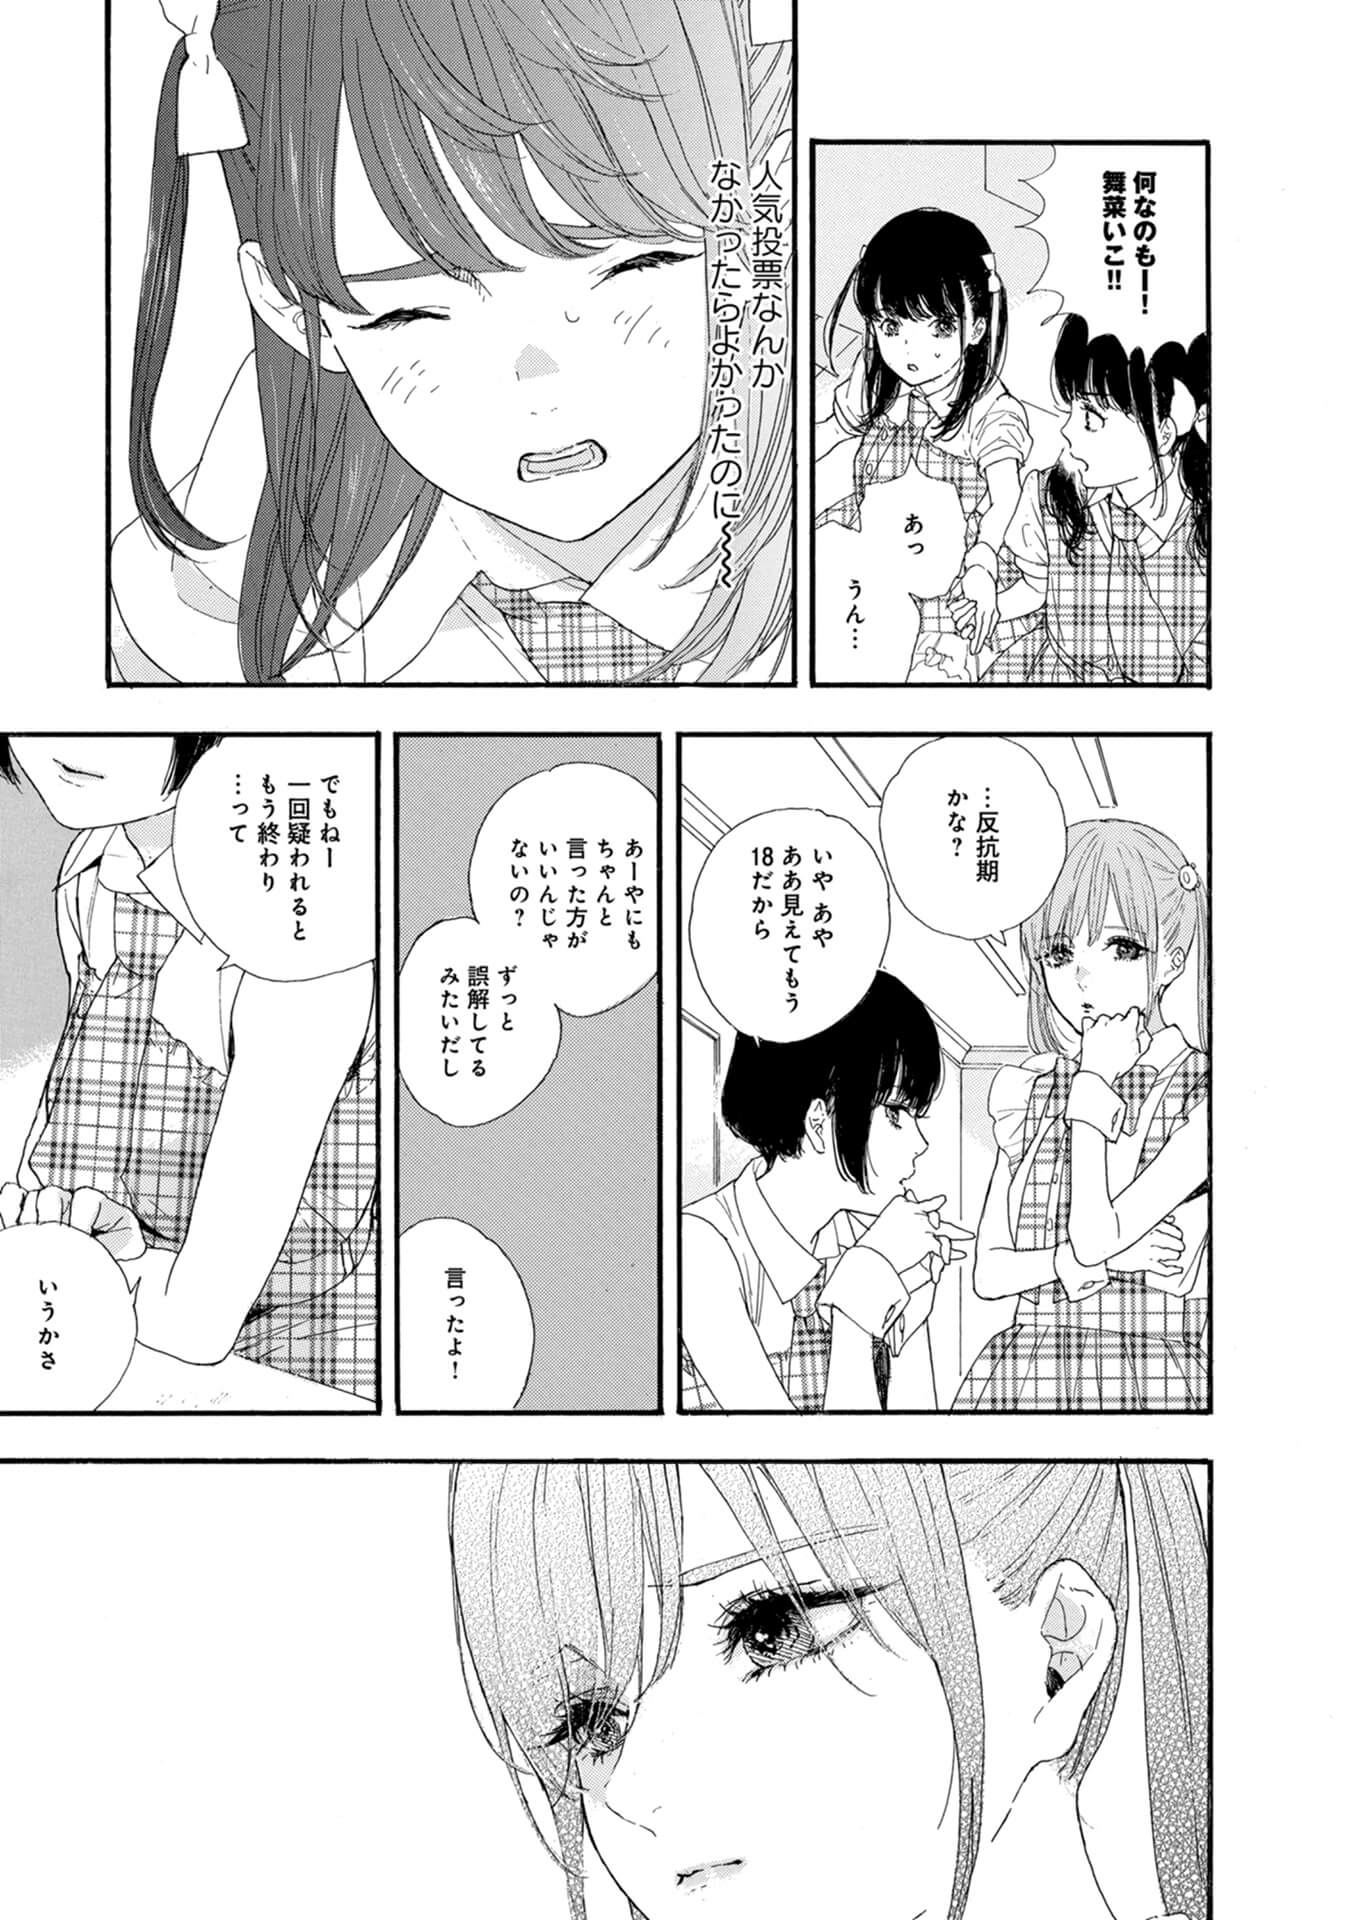 何なのもー！
舞菜いこ!!
あっ
うん…
人気投票なんか
なかったらよかったのに〜〜〜
…反抗期
かな？
いやあや
ああ見えてもう
18だから
あーやにも
ちゃんと
言った方が
いいんじゃ
ないの？
ずっと
誤解してる
みたいだし
言ったよ！
でもねー
一回疑われると
もう終わり
…って
いうかさ